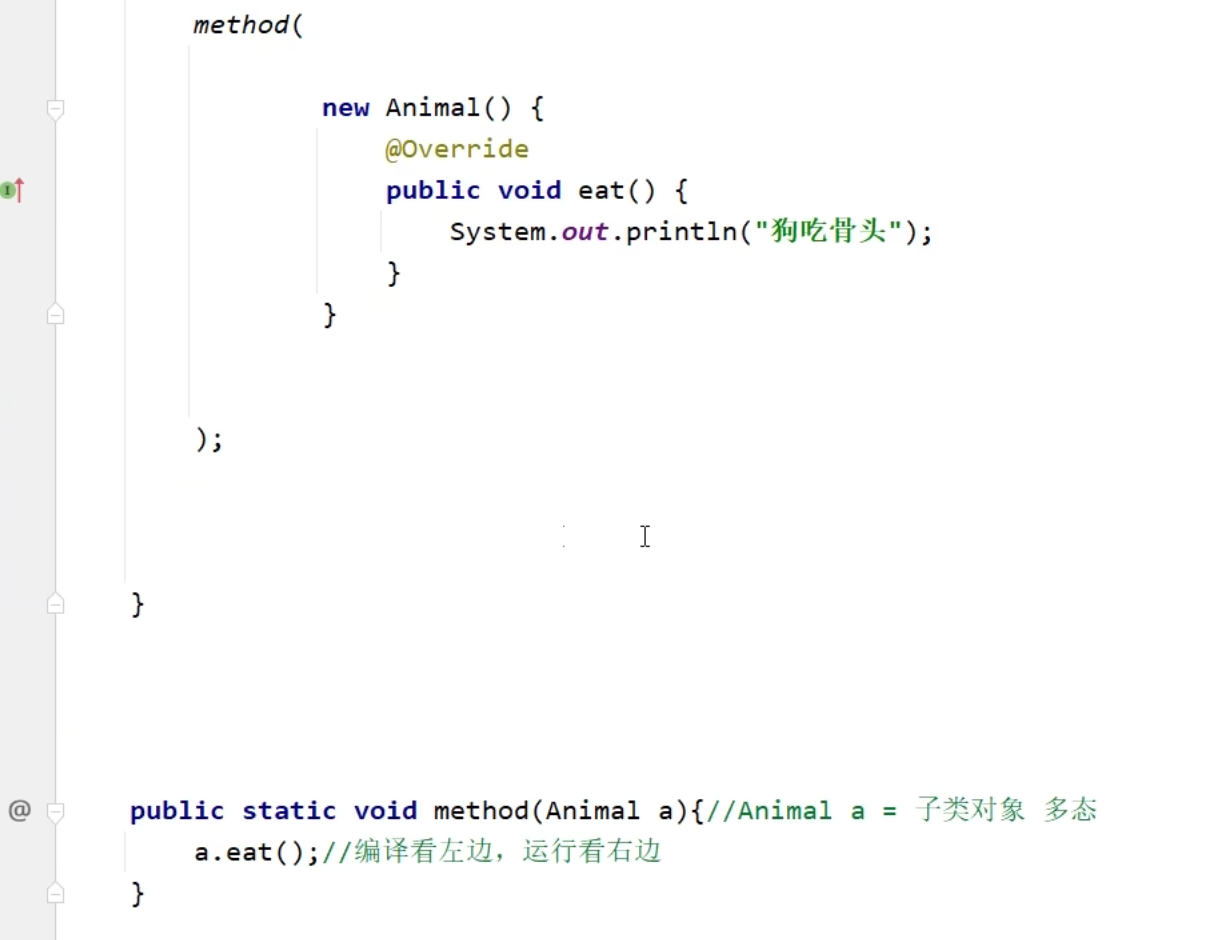 method(
new Animal() {
@Override
public void eat() {
System.out.println("狗吃骨头");
}
}
);
}
public static void method(Animal a){//Animal a = 子类对象 多态
a.eat();//编译看左边，运行看右边
}